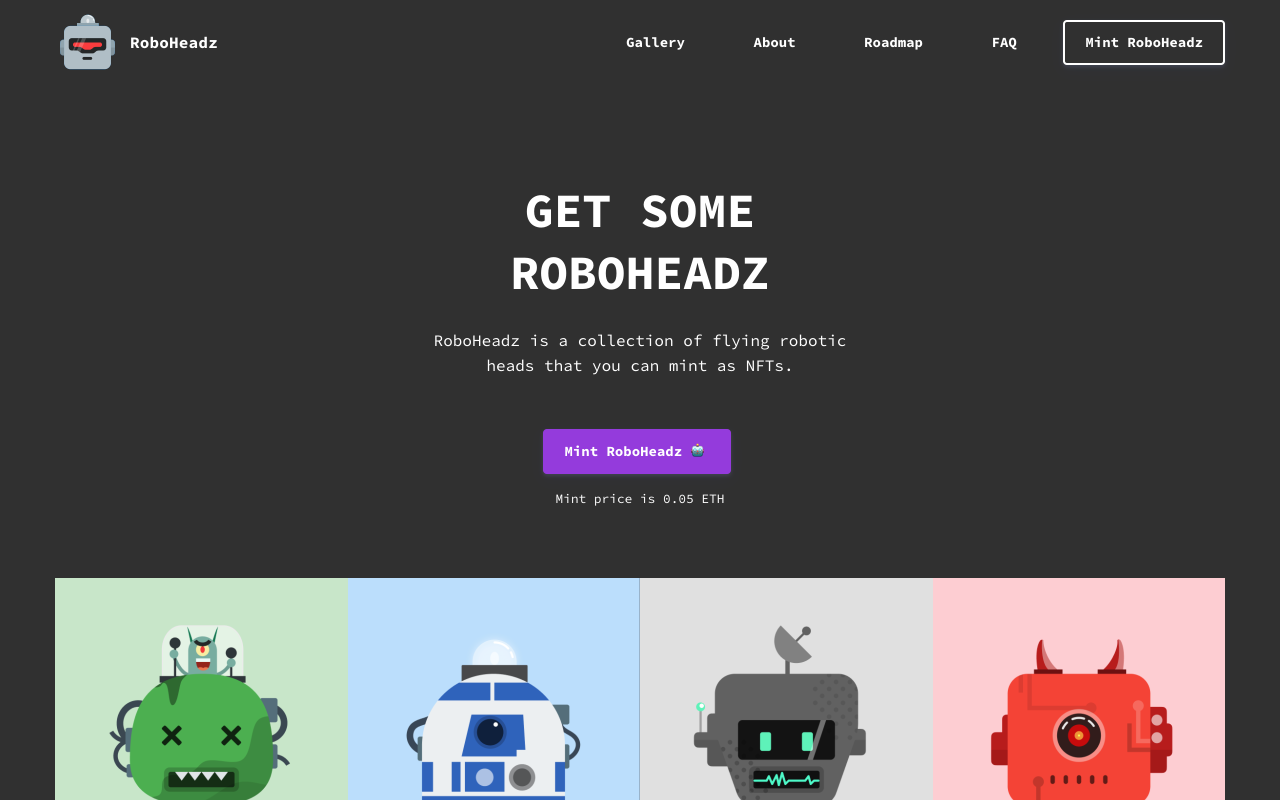 RoboHeadz
Gallery
About
Roadmap
FAQ
Mint RoboHeadz
GET SOME
ROBOHEADZ
RoboHeadz is a collection of flying robotic
heads that you can mint as NFTs.
Mint RoboHeadz
Mint price is 0.05 ETH